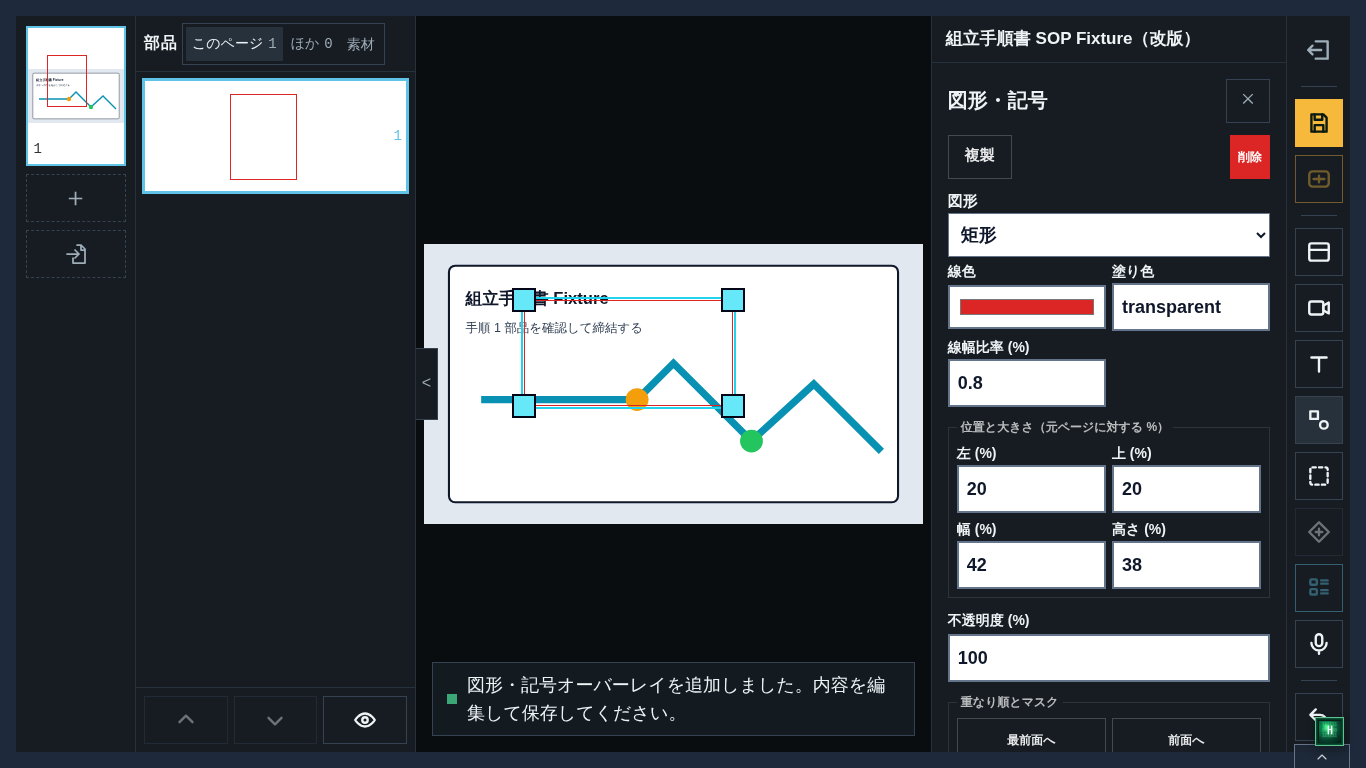 1
部品
このページ 1
ほか 0
素材
1
組立手順書 Fixture
手順 1 部品を確認して締結する
<
図形・記号オーバーレイを追加しました。内容を編
集して保存してください。
組立手順書 SOP Fixture（改版）
図形・記号
複製
削除
図形
矩形
線色
塗り色
transparent
線幅比率 (%)
0.8
位置と大きさ（元ページに対する %）
左 (%)
上 (%)
20
20
幅 (%)
高さ (%)
42
38
不透明度 (%)
100
重なり順とマスク
最前面へ
前面へ